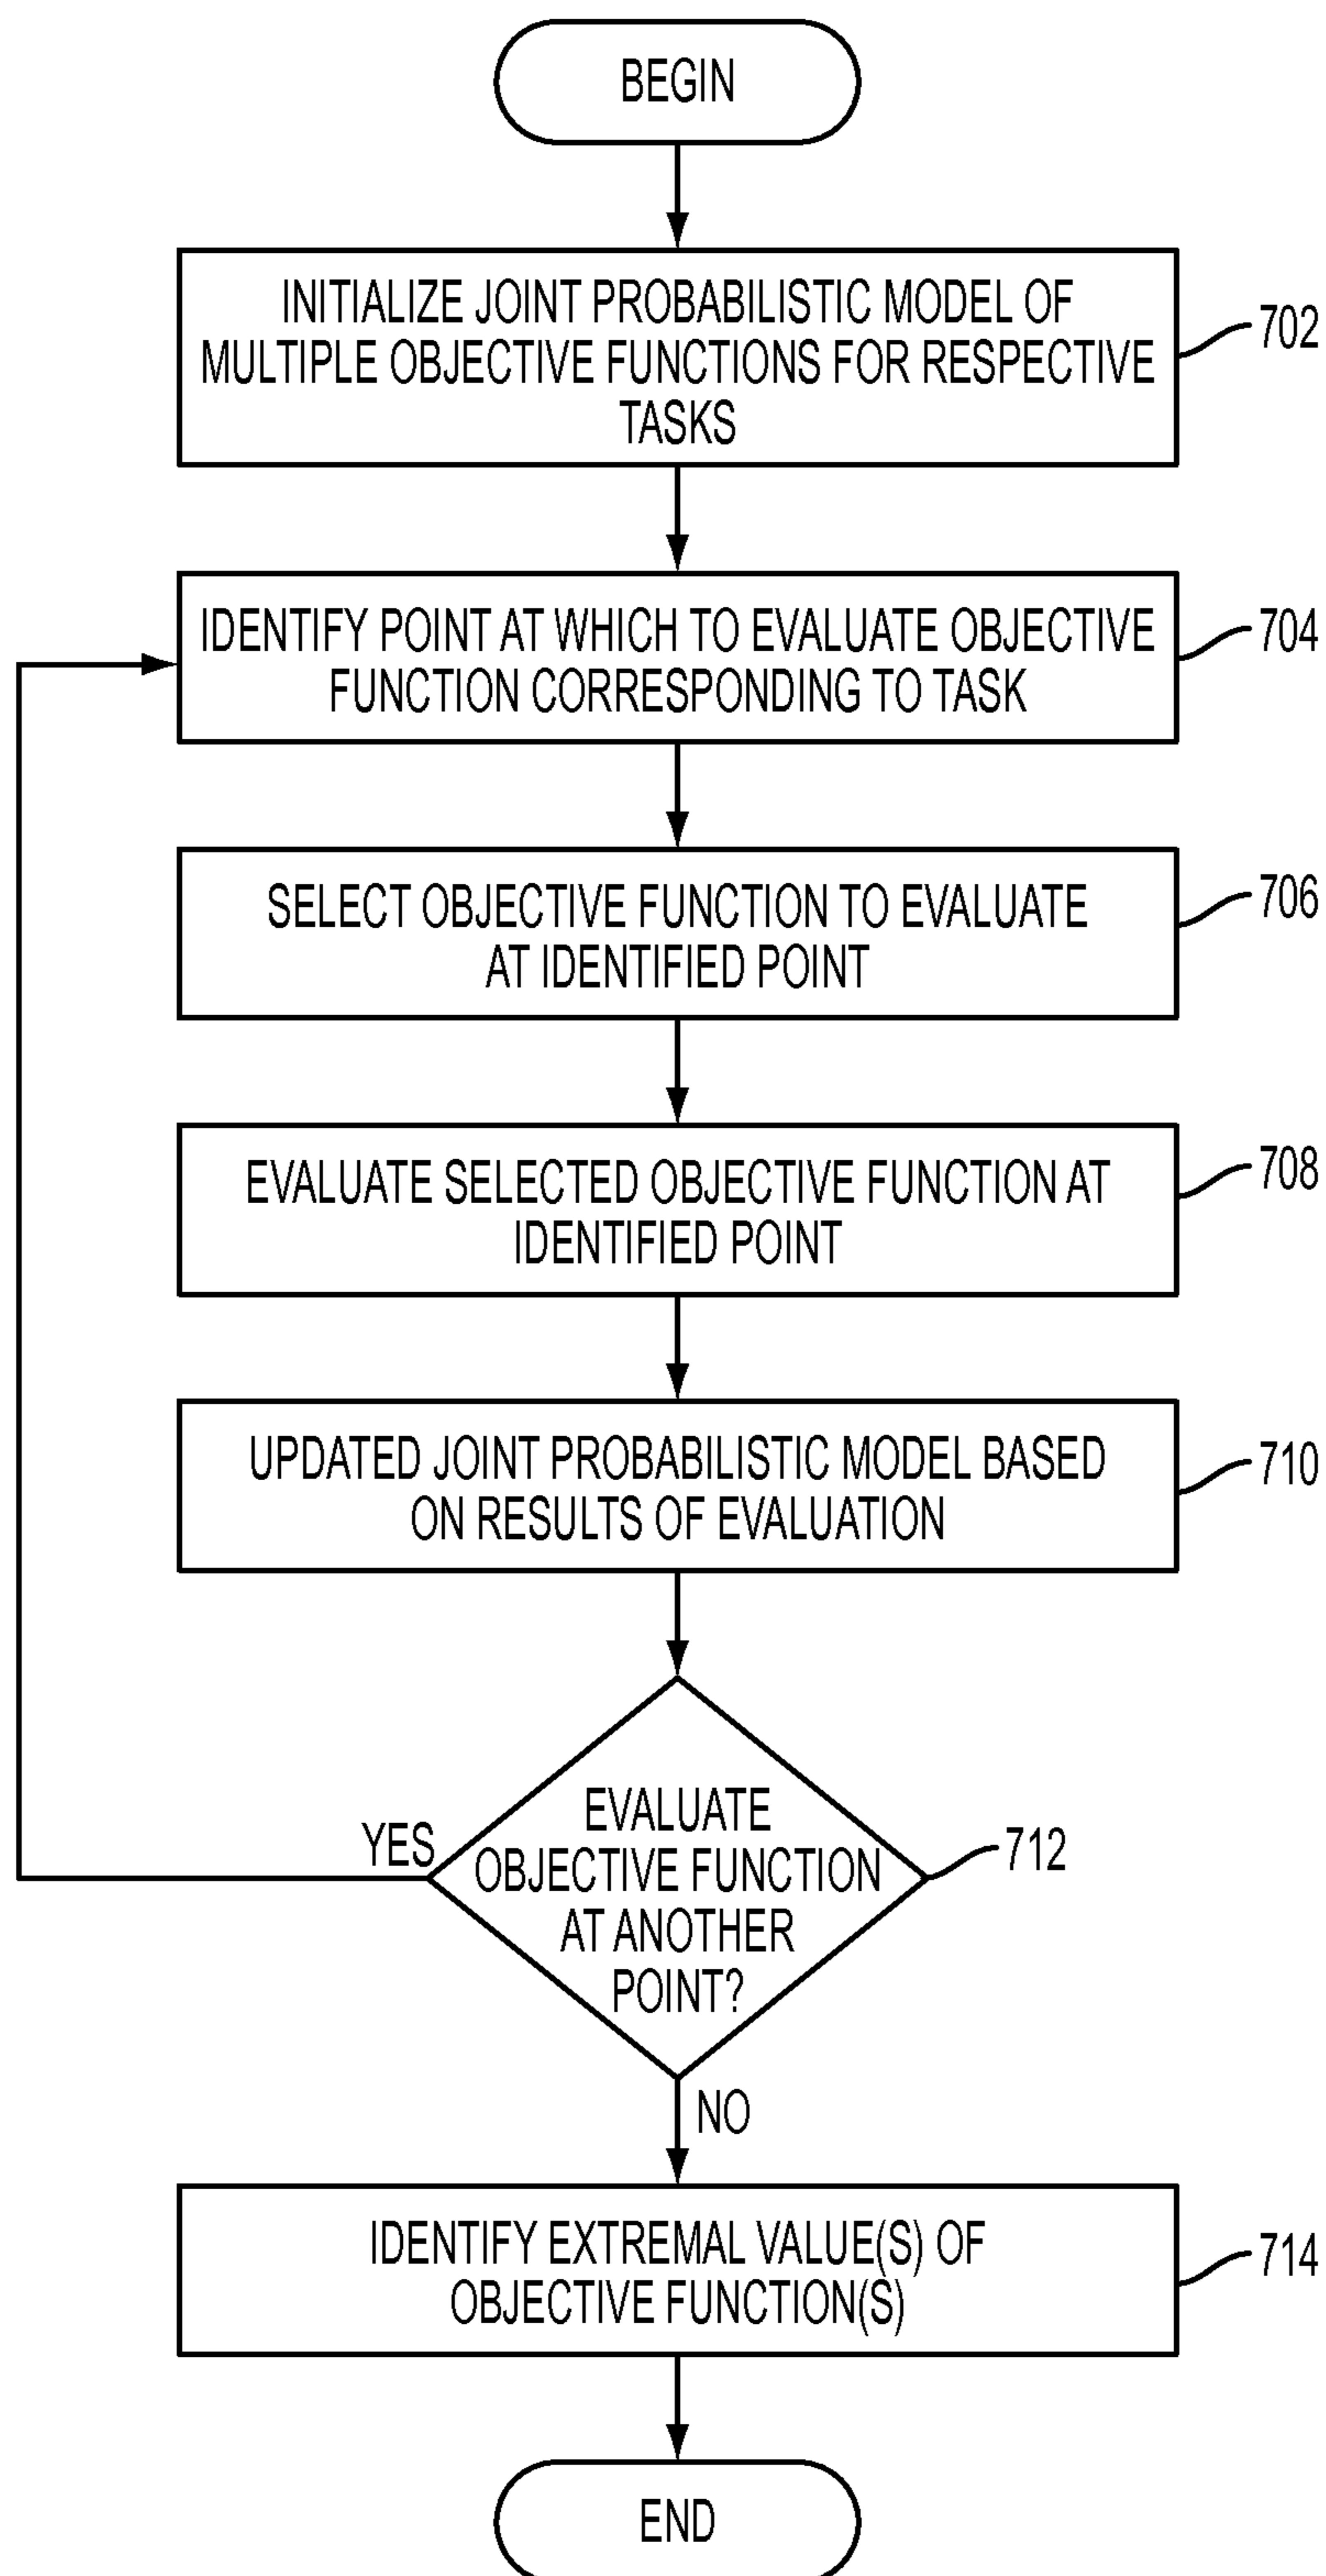 BEGIN
INITIALIZE JOINT PROBABILISTIC MODEL OF
MULTIPLE OBJECTIVE FUNCTIONS FOR RESPECTIVE
TASKS
702
IDENTIFY POINT AT WHICH TO EVALUATE OBJECTIVE
FUNCTION CORRESPONDING TO TASK
704
SELECT OBJECTIVE FUNCTION TO EVALUATE
AT IDENTIFIED POINT
706
EVALUATE SELECTED OBJECTIVE FUNCTION AT
IDENTIFIED POINT
708
UPDATED JOINT PROBABILISTIC MODEL BASED
ON RESULTS OF EVALUATION
710
YES
EVALUATE
OBJECTIVE FUNCTION
AT ANOTHER
POINT?
712
NO
IDENTIFY EXTREMAL VALUE(S) OF
OBJECTIVE FUNCTION(S)
714
END